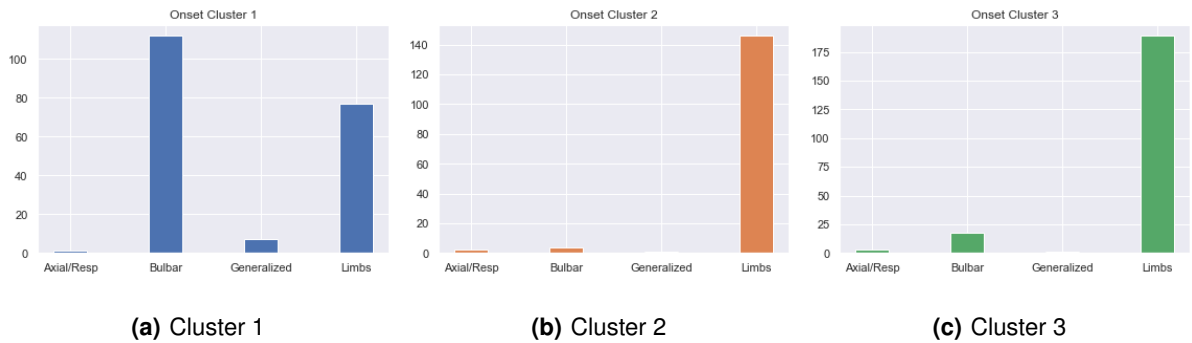 Onset Cluster 1
100
80
60
40
20
0
Axial/Resp Bulbar Generalized Limbs
(a) Cluster 1
Onset Cluster 2
140
120
100
80
60
40
20
0
Axial/Resp Bulbar Generalized Limbs
(b) Cluster 2
Onset Cluster 3
175
150
125
100
75
50
25
0
Axial/Resp Bulbar Generalized Limbs
(c) Cluster 3